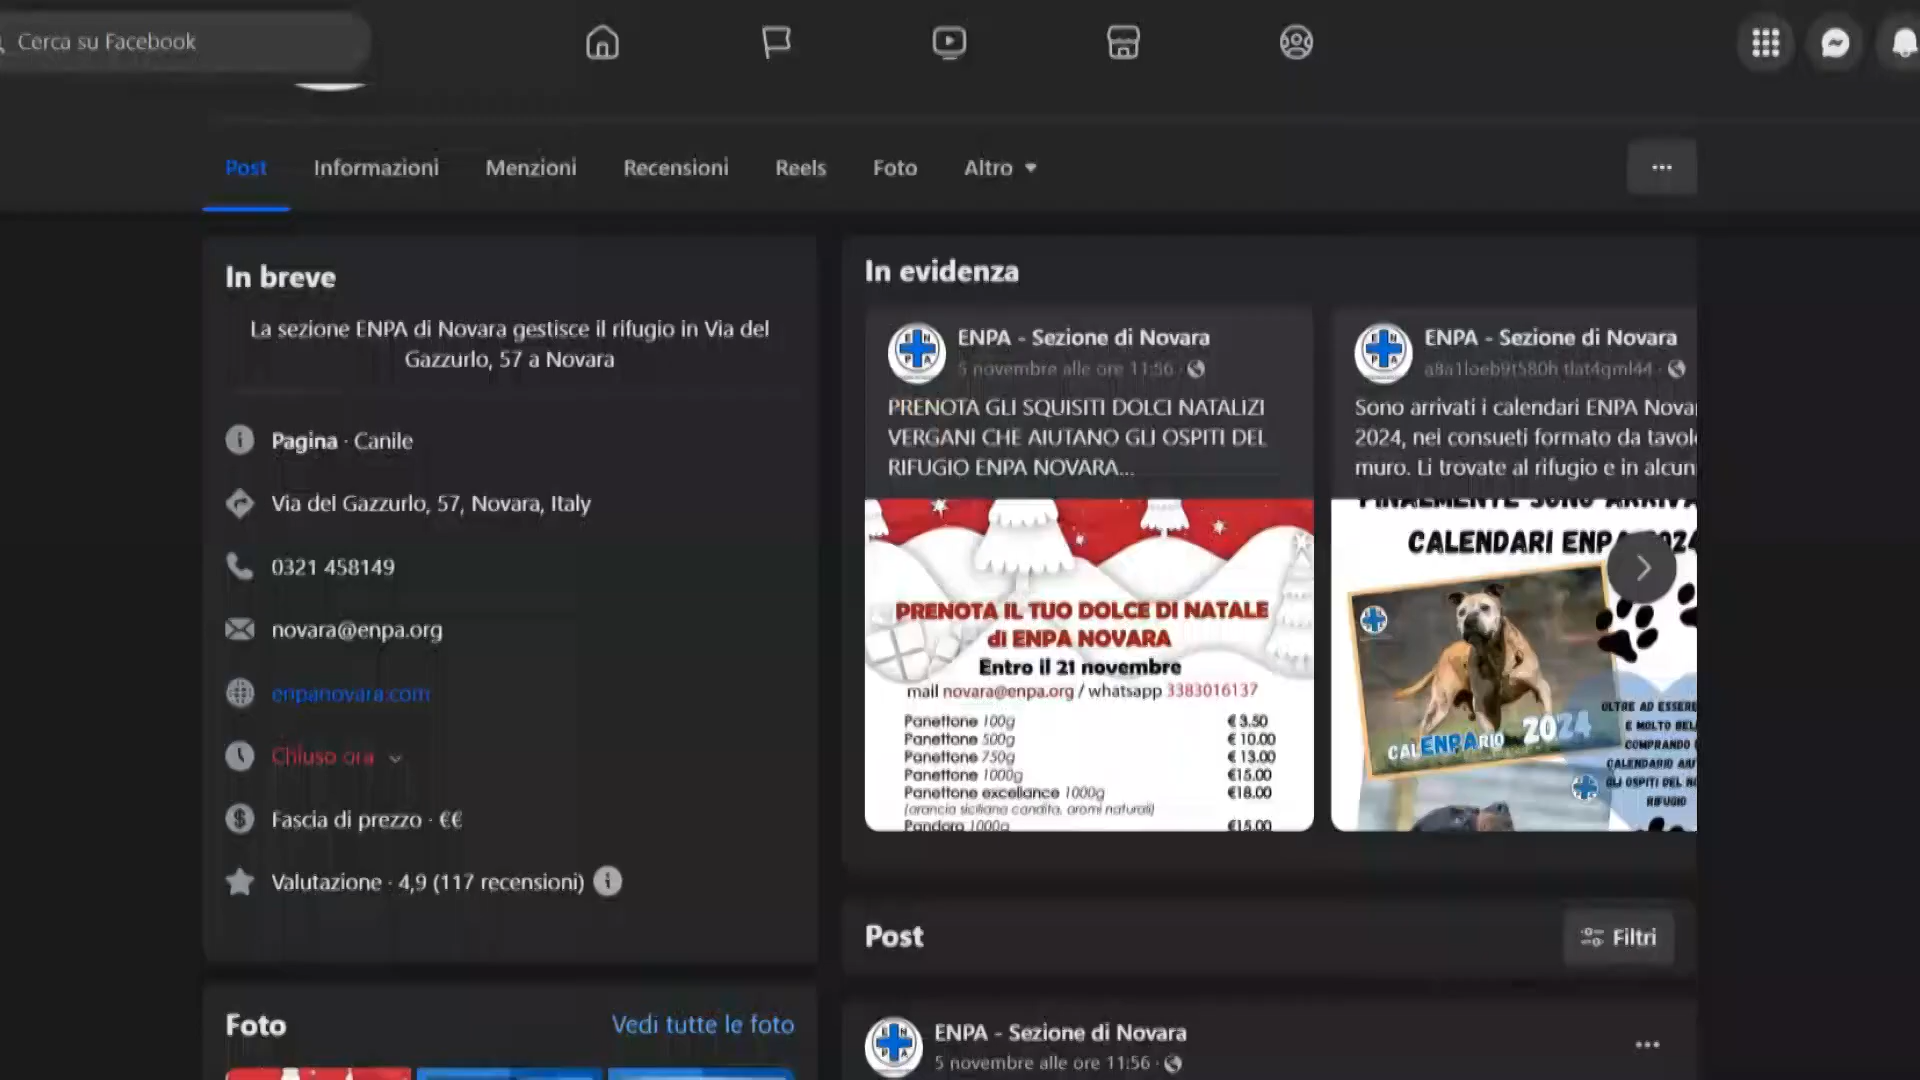 Cerca su Facebook
Post
Informazioni
Menzioni
Recensioni
Reels
Foto
Altro
In breve
La sezione ENPA di Novara gestisce il rifugio in Via del
Gazzurlo, 57 a Novara
Pagina · Canile
Via del Gazzurlo, 57, Novara, Italy
0321 458149
novara@enpa.org
enpanovara.com
Chiuso ora
Fascia di prezzo · €€
Valutazione · 4,9 (117 recensioni)
Foto
Vedi tutte le foto
In evidenza
ENPA - Sezione di Novara
5 novembre alle ore 11:56 ·
PRENOTA GLI SQUISITI DOLCI NATALIZI
VERGANI CHE AIUTANO GLI OSPITI DEL
RIFUGIO ENPA NOVARA...
PRENOTA IL TUO DOLCE DI NATALE
di ENPA NOVARA
Entro il 21 novembre
mail novara@enpa.org / whatsapp 3383016137
Panettone 100g € 3.50
Panettone 500g € 10.00
Panettone 750g € 13.00
Panettone 1000g €15.00
Panettone excellance 1000g €18.00
(arancia siciliana candita, aromi naturali)
Pandoro 1000g €15.00
ENPA - Sezione di Novara
Sono arrivati i calendari ENPA Nova
2024, nei consueti formato da tavol
muro. Li trovate al rifugio e in alcun
FINALMENTE SONO ARRIVA
CALENDARI ENPA 2024
CALENPARIO 2024
OLTRE AD ESSERE
E MOLTO BEL
COMPRANDO
CALENDARIO AIU
GLI OSPITI DEL
RIFUGIO
Post
Filtri
ENPA - Sezione di Novara
5 novembre alle ore 11:56 ·